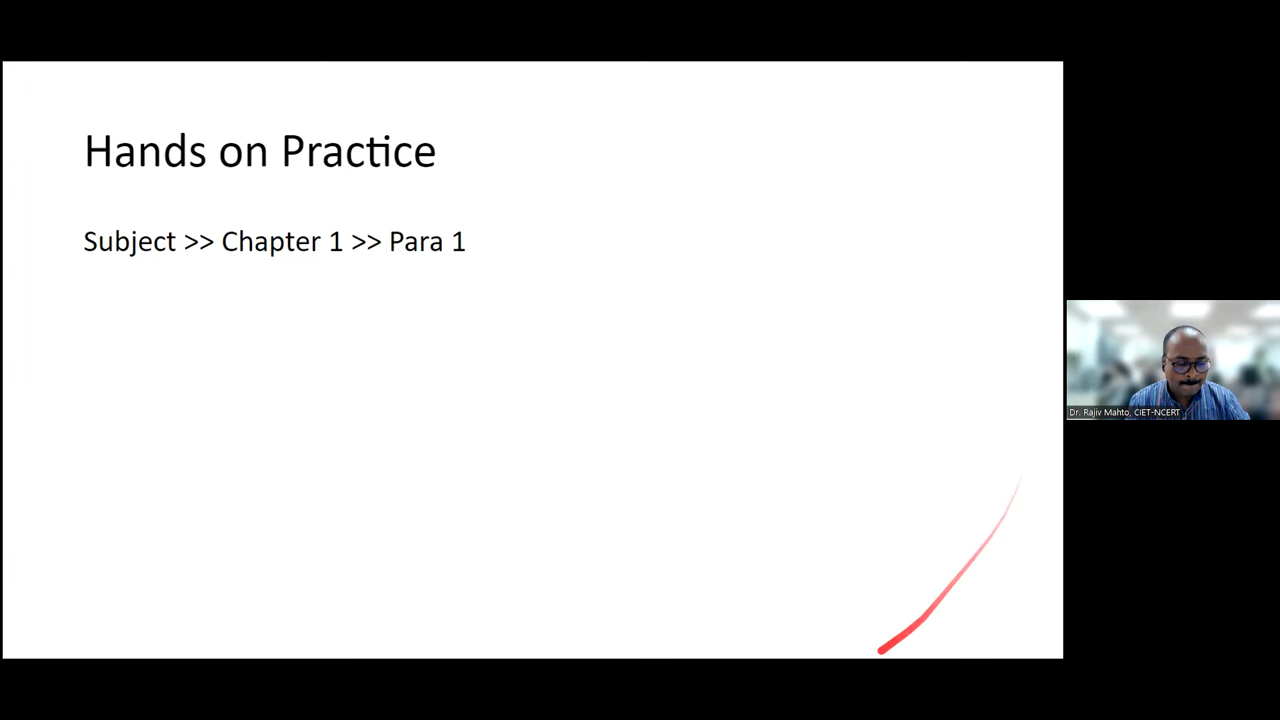 Hands on Practice
Subject >> Chapter 1 >> Para 1
Dr. Rajiv Mahto, CIET-NCERT